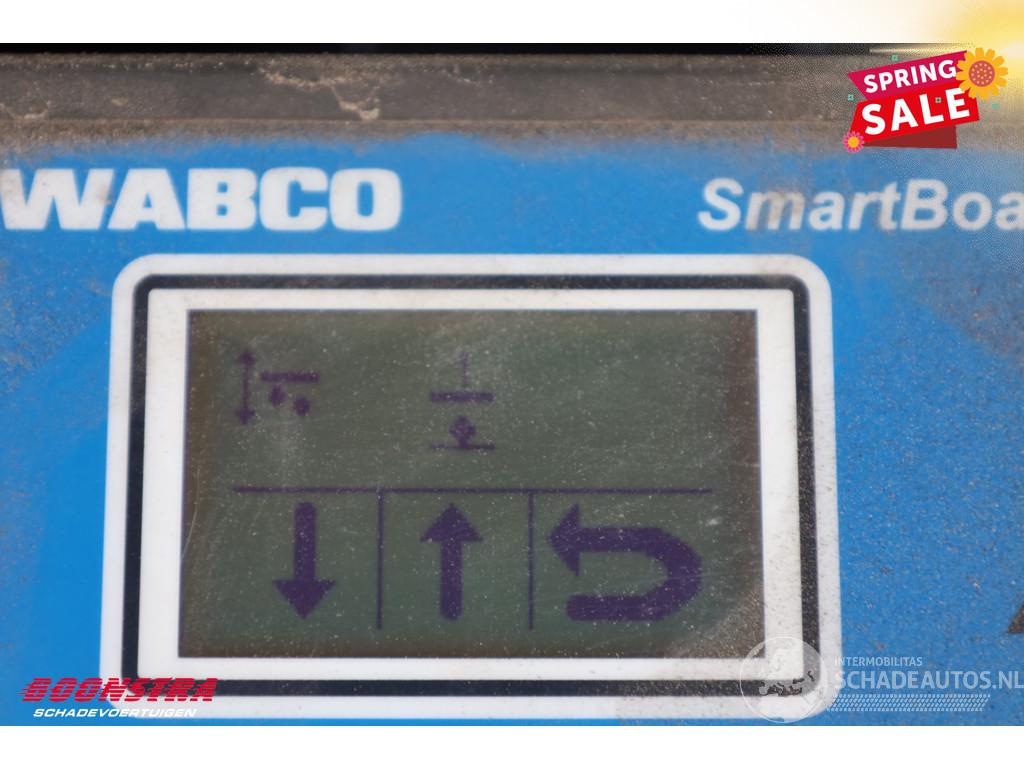 SPRING
SALE
WABCO
SmartBoa
INTERMOBILITAS
SCHADEAUTOS.NL
BOONSTRA
SCHADEVOERTUIGEN